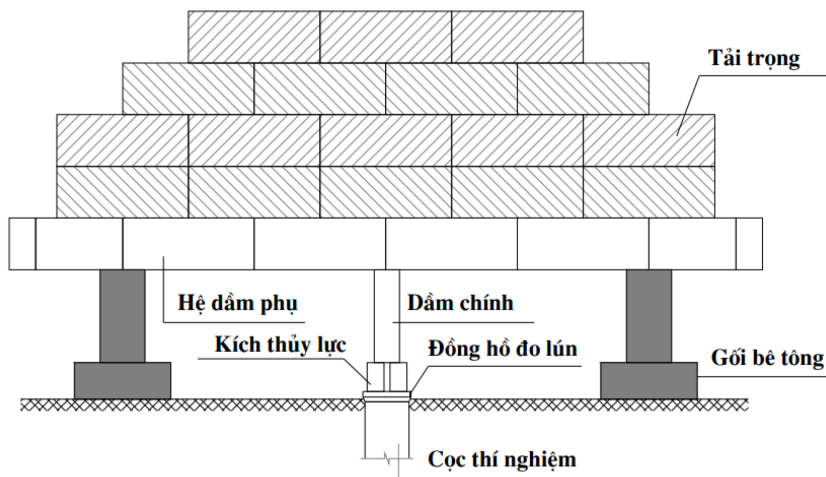 Tải trọng
Hệ dầm phụ
Dầm chính
Kích thủy lực
Đồng hồ đo lún
Gối bê tông
Cọc thí nghiệm